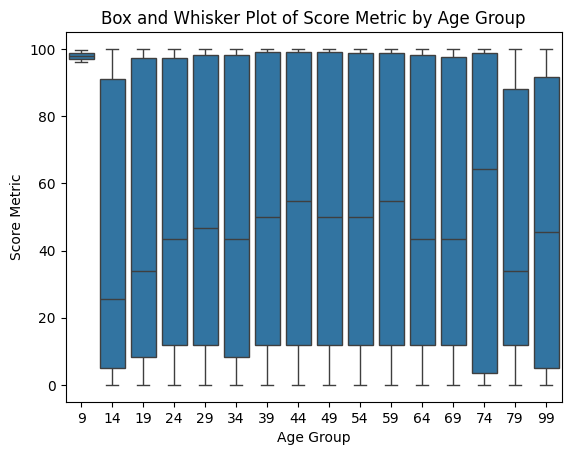 Box and Whisker Plot of Score Metric by Age Group
100
80
60
40
20
0
Score Metric
9 14 19 24 29 34 39 44 49 54 59 64 69 74 79 99
Age Group